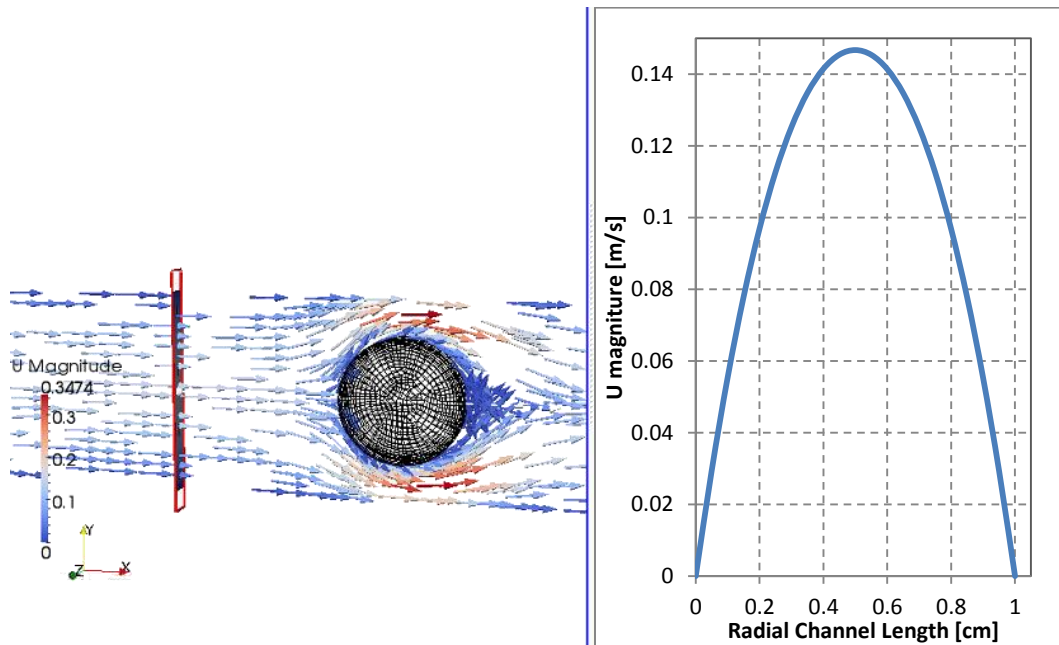 U Magnitude
0.3474
0.3
0.2
0.1
0
Y
Z
X
U magniture [m/s]
0.14
0.12
0.1
0.08
0.06
0.04
0.02
0
0 0.2 0.4 0.6 0.8 1
Radial Channel Length [cm]